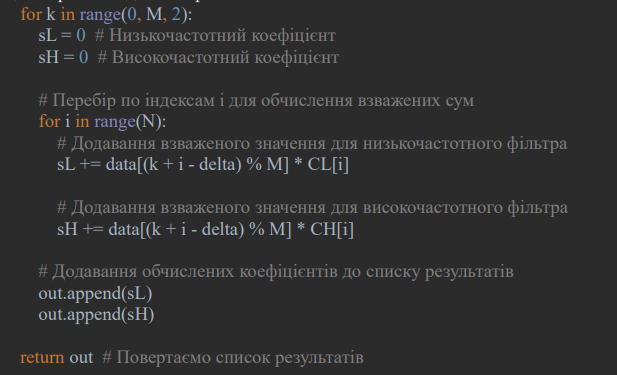 for k in range(0, M, 2):
sL = 0 # Низькочастотний коефіцієнт
sH = 0 # Високочастотний коефіцієнт
# Перебір по індексам і для обчислення взважених сум
for i in range(N):
# Додавання взваженого значення для низькочастотного фільтра
sL += data[(k + i - delta) % M] * CL[i]
# Додавання взваженого значення для високочастотного фільтра
sH += data[(k + i - delta) % M] * CH[i]
# Додавання обчислених коефіцієнтів до списку результатів
out.append(sL)
out.append(sH)
return out # Повертаємо список результатів